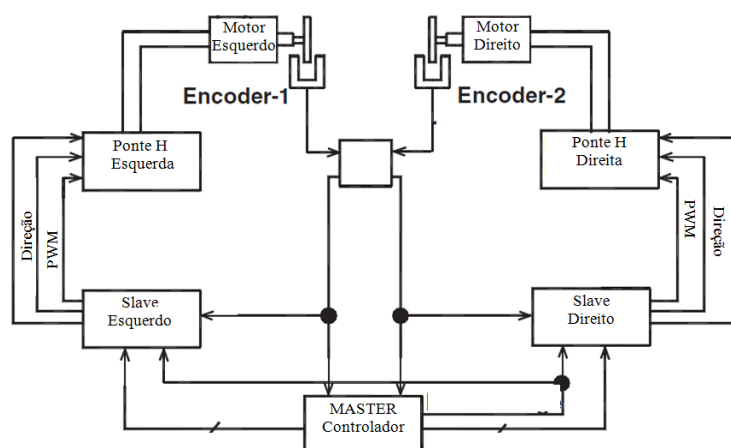 Motor
Esquerdo
Motor
Direito
Encoder-1
Encoder-2
Ponte H
Esquerda
Ponte H
Direita
Direção
PWM
PWM
Direção
Slave
Esquerdo
Slave
Direito
MASTER
Controlador